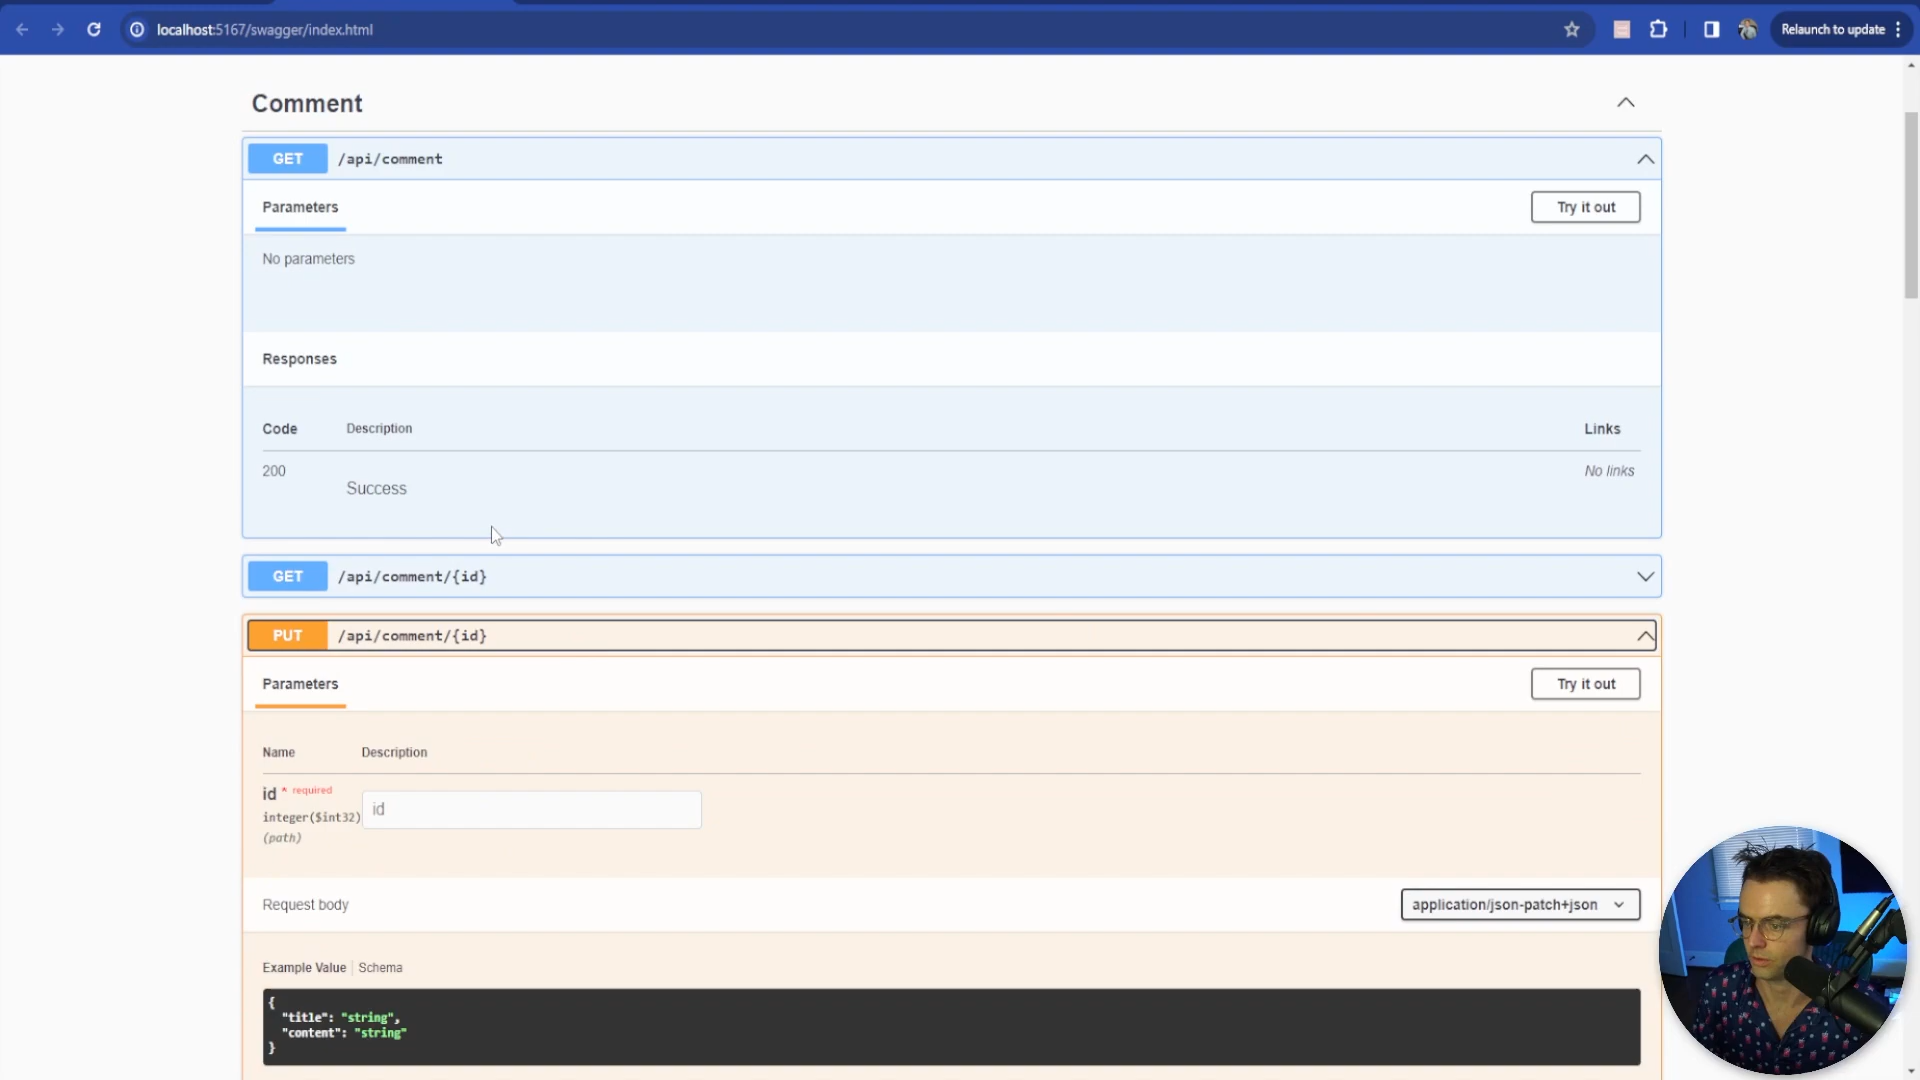 localhost:5167/swagger/index.html
Relaunch to update
Comment
GET /api/comment
Parameters
Try it out
No parameters
Responses
Code Description Links
200 Success No links
GET /api/comment/{id}
PUT /api/comment/{id}
Parameters
Try it out
Name Description
id * required
integer($int32)
(path)
id
Request body
application/json-patch+json
Example Value Schema
{
"title": "string",
"content": "string"
}